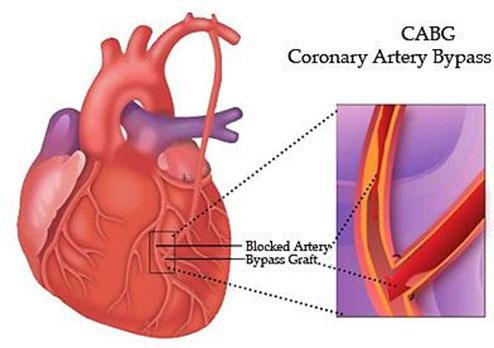 CABG
Coronary Artery Bypass
Blocked Artery
Bypass Graft